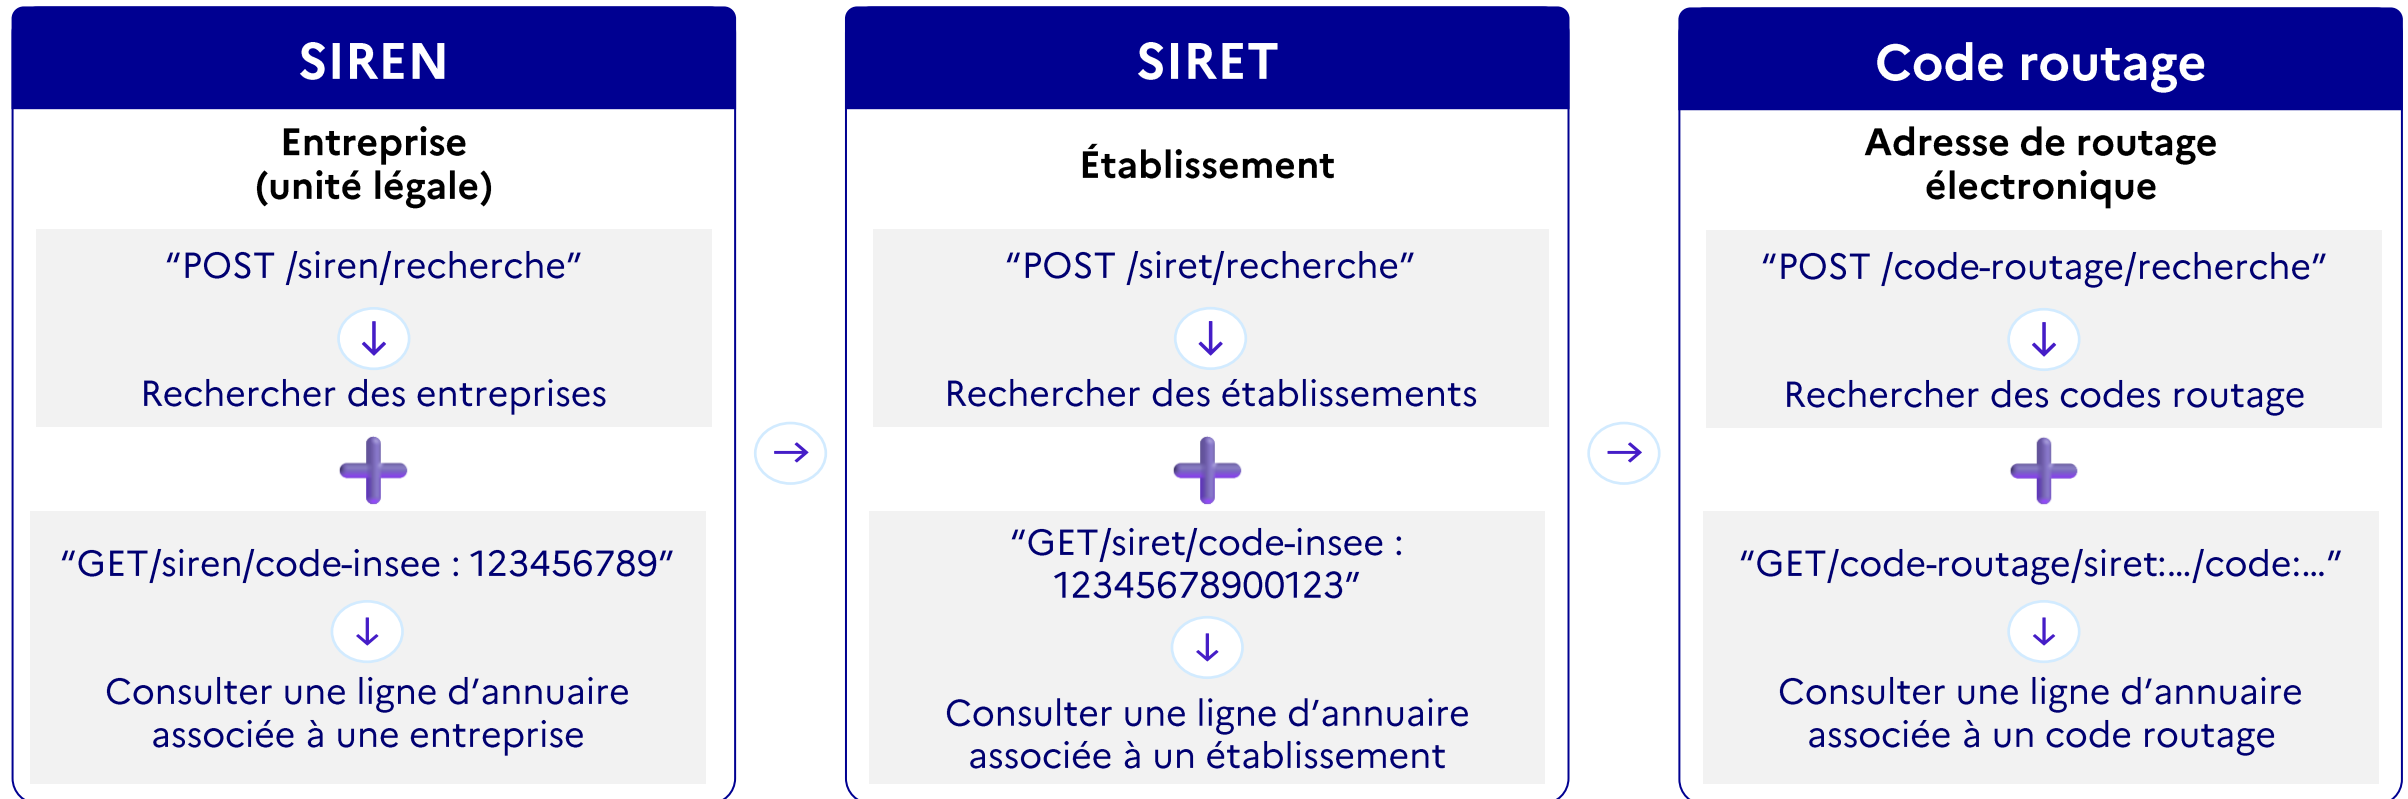 SIREN
Entreprise
(unité légale)
“POST /siren/recherche”
↓
Rechercher des entreprises
+
“GET/siren/code-insee : 123456789”
↓
Consulter une ligne d’annuaire
associée à une entreprise
→
SIRET
Établissement
“POST /siret/recherche”
↓
Rechercher des établissements
+
“GET/siret/code-insee :
12345678900123”
↓
Consulter une ligne d’annuaire
associée à un établissement
→
Code routage
Adresse de routage
électronique
“POST /code-routage/recherche”
↓
Rechercher des codes routage
+
“GET/code-routage/siret:.../code:...”
↓
Consulter une ligne d’annuaire
associée à un code routage